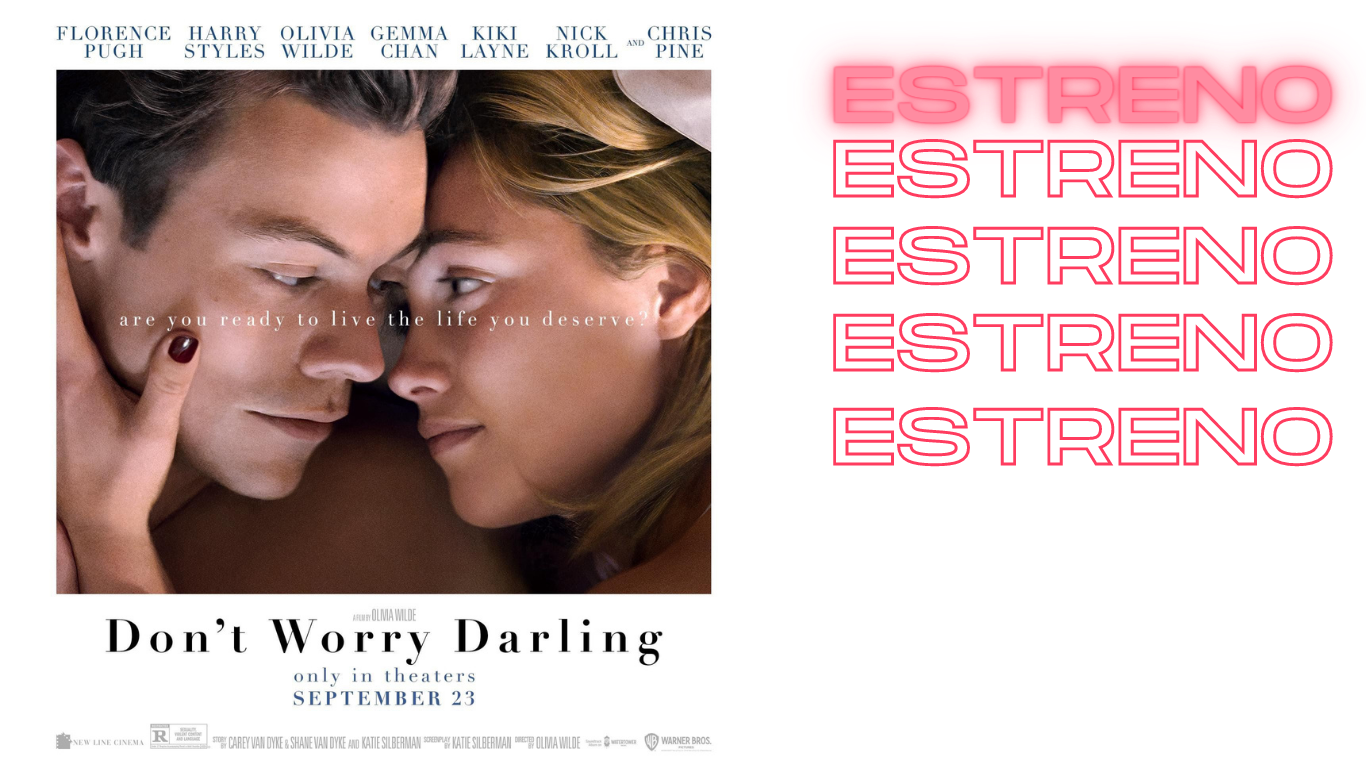 FLORENCE PUGH HARRY STYLES OLIVIA WILDE GEMMA CHAN KIKI LAYNE NICK KROLL AND CHRIS PINE
are you ready to live the life you deserve?
A FILM BY OLIVIA WILDE
Don't Worry Darling
only in theaters
SEPTEMBER 23
NEW LINE CINEMA R STORY BY CAREY VAN DYKE & SHANE VAN DYKE AND KATIE SILBERMAN SCREENPLAY BY KATIE SILBERMAN DIRECTED BY OLIVIA WILDE WARNER BROS.
ESTRENO
ESTRENO
ESTRENO
ESTRENO
ESTRENO